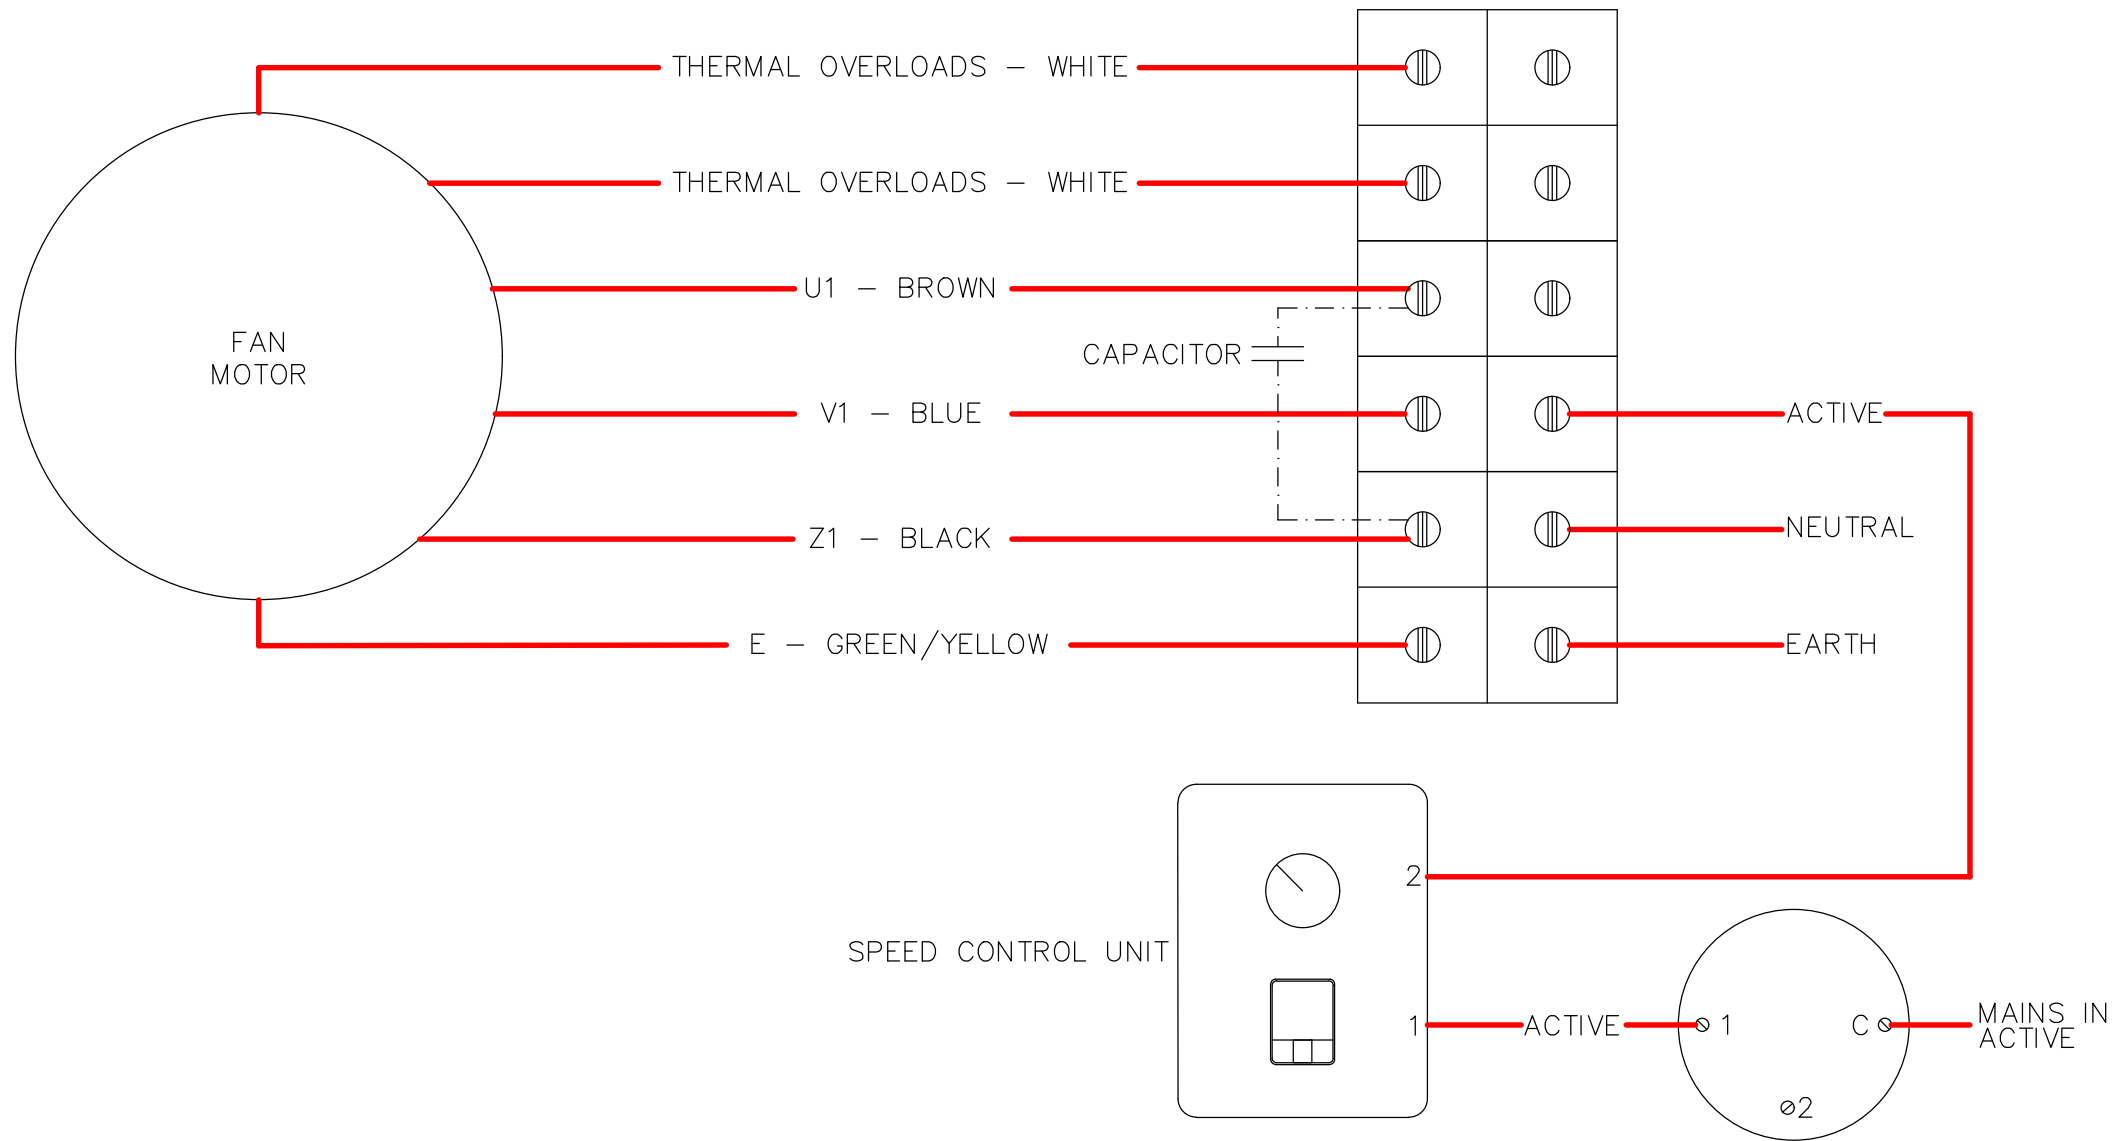 THERMAL OVERLOADS - WHITE
THERMAL OVERLOADS - WHITE
U1 - BROWN
FAN
MOTOR
CAPACITOR
V1 - BLUE
ACTIVE
Z1 - BLACK
NEUTRAL
E - GREEN/YELLOW
EARTH
2
SPEED CONTROL UNIT
1
ACTIVE
1
C
MAINS IN
ACTIVE
2